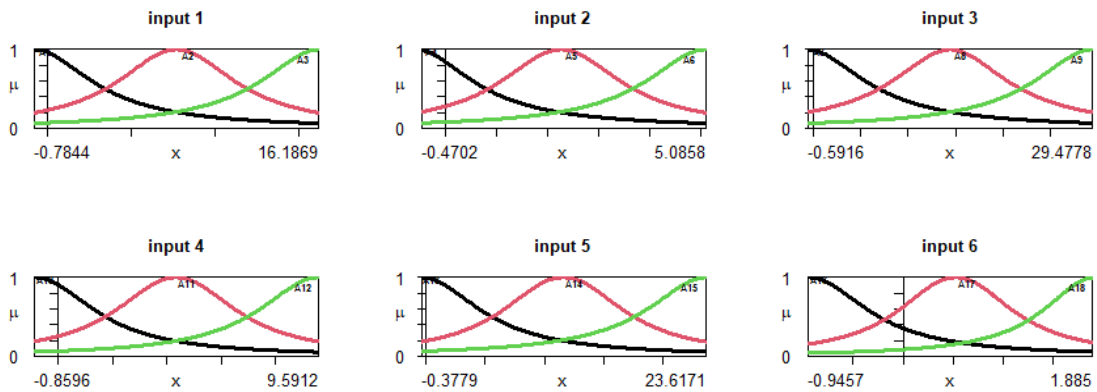 input 1 input 2 input 3
1 A2 A3 1 A5 A6 1 A8 A9
μ μ μ
0 0 0
-0.7844 x 16.1869 -0.4702 x 5.0858 -0.5916 x 29.4778
input 4 input 5 input 6
1 A11 A12 1 A14 A15 1 A17 A18
μ μ μ
0 0 0
-0.8596 x 9.5912 -0.3779 x 23.6171 -0.9457 x 1.885